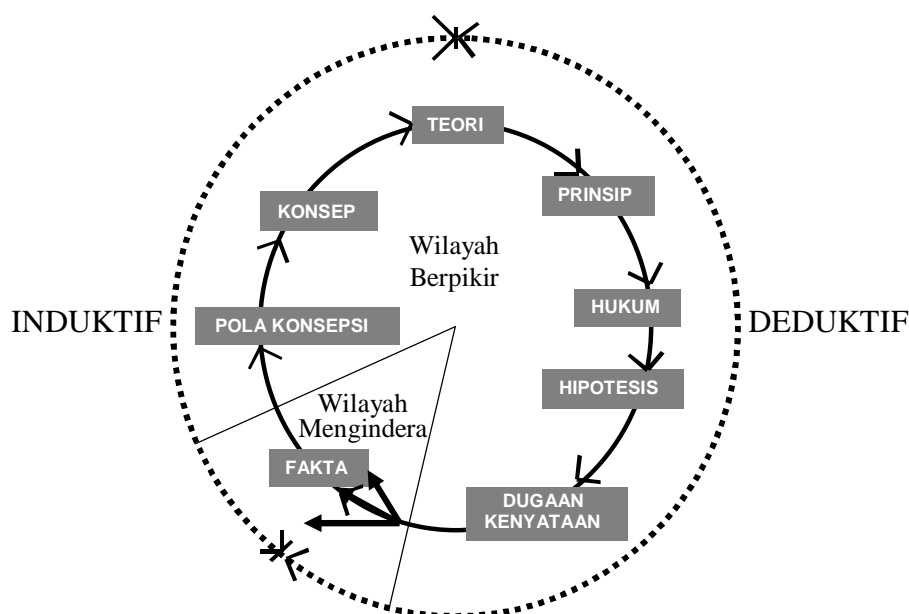 TEORI
KONSEP
PRINSIP
Wilayah
Berpikir
INDUKTIF
POLA KONSEPSI
HUKUM
DEDUKTIF
HIPOTESIS
Wilayah
Mengindera
FAKTA
DUGAAN
KENYATAAN